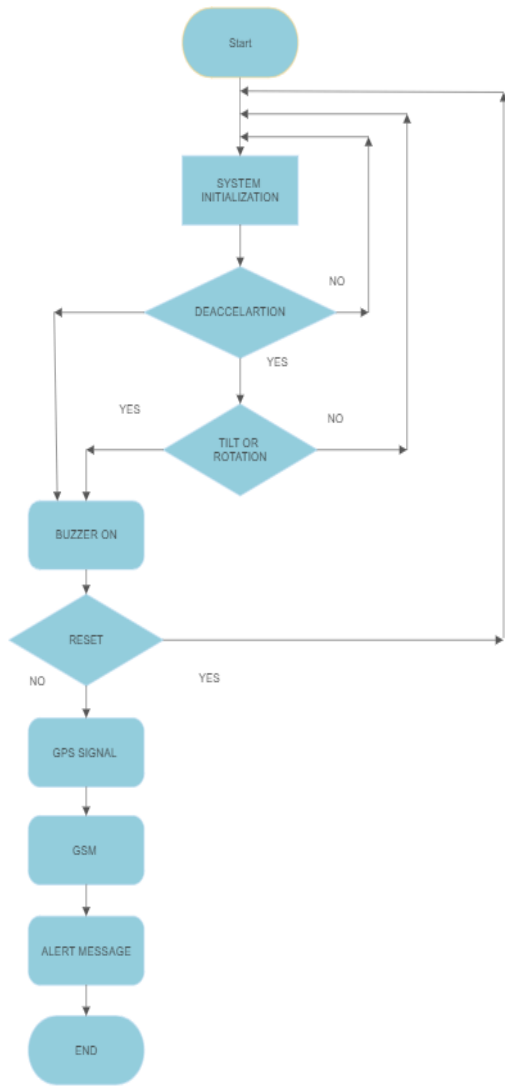 Start
SYSTEM
INITIALIZATION
NO
DEACCELARTION
YES
YES
NO
TILT OR
ROTATION
BUZZER ON
RESET
NO
YES
GPS SIGNAL
GSM
ALERT MESSAGE
END